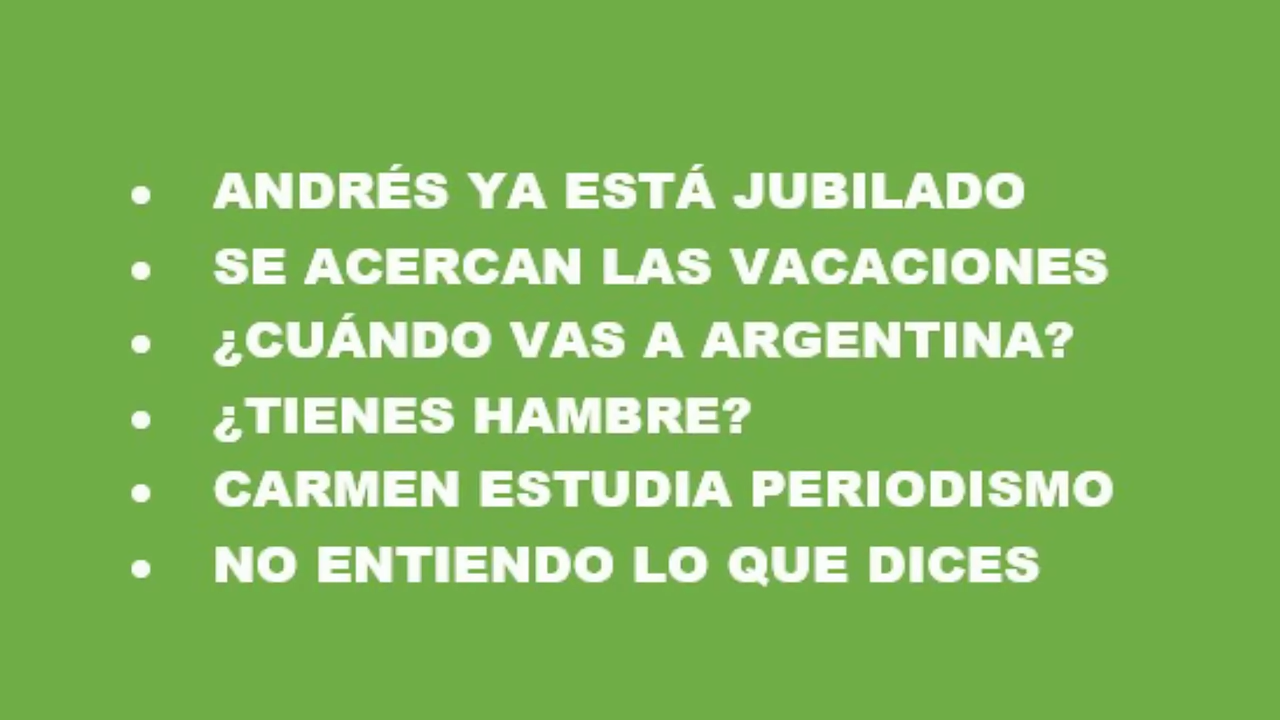 • ANDRÉS YA ESTÁ JUBILADO
• SE ACERCAN LAS VACACIONES
• ¿CUÁNDO VAS A ARGENTINA?
• ¿TIENES HAMBRE?
• CARMEN ESTUDIA PERIODISMO
• NO ENTIENDO LO QUE DICES